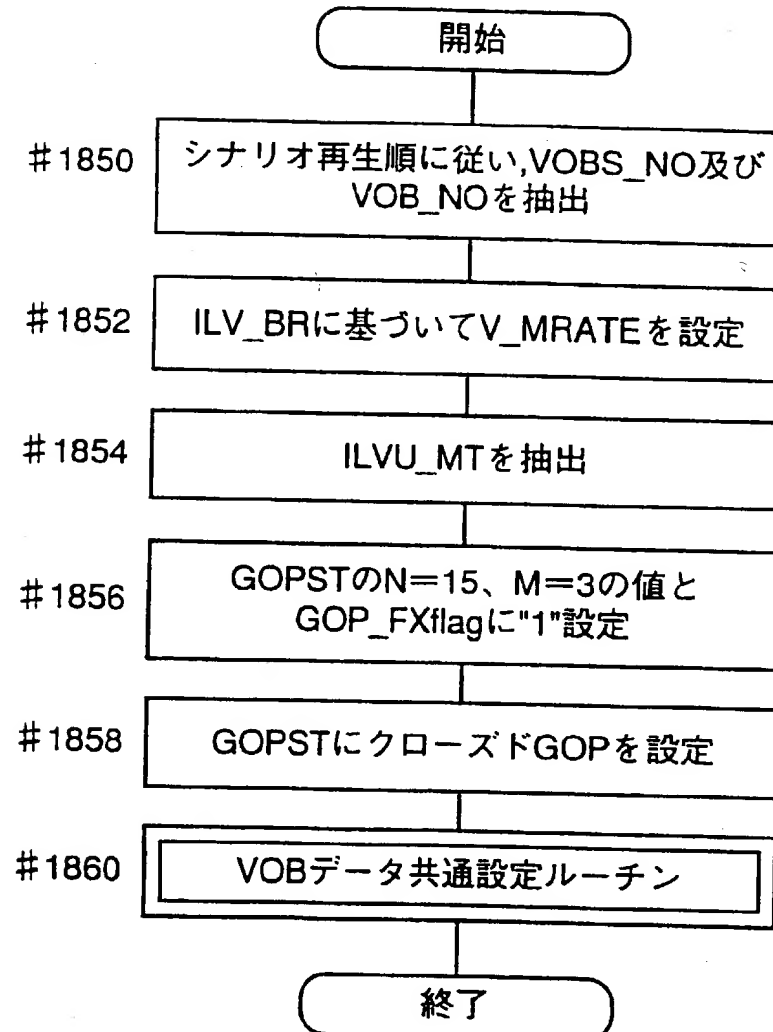 開始
#1850
シナリオ再生順に従い,VOBS_NO及び
VOB_NOを抽出
#1852
ILV_BRに基づいてV_MRATEを設定
#1854
ILVU_MTを抽出
#1856
GOPSTのN=15、M=3の値と
GOP_FXflagに"1"設定
#1858
GOPSTにクローズドGOPを設定
#1860
VOBデータ共通設定ルーチン
終了